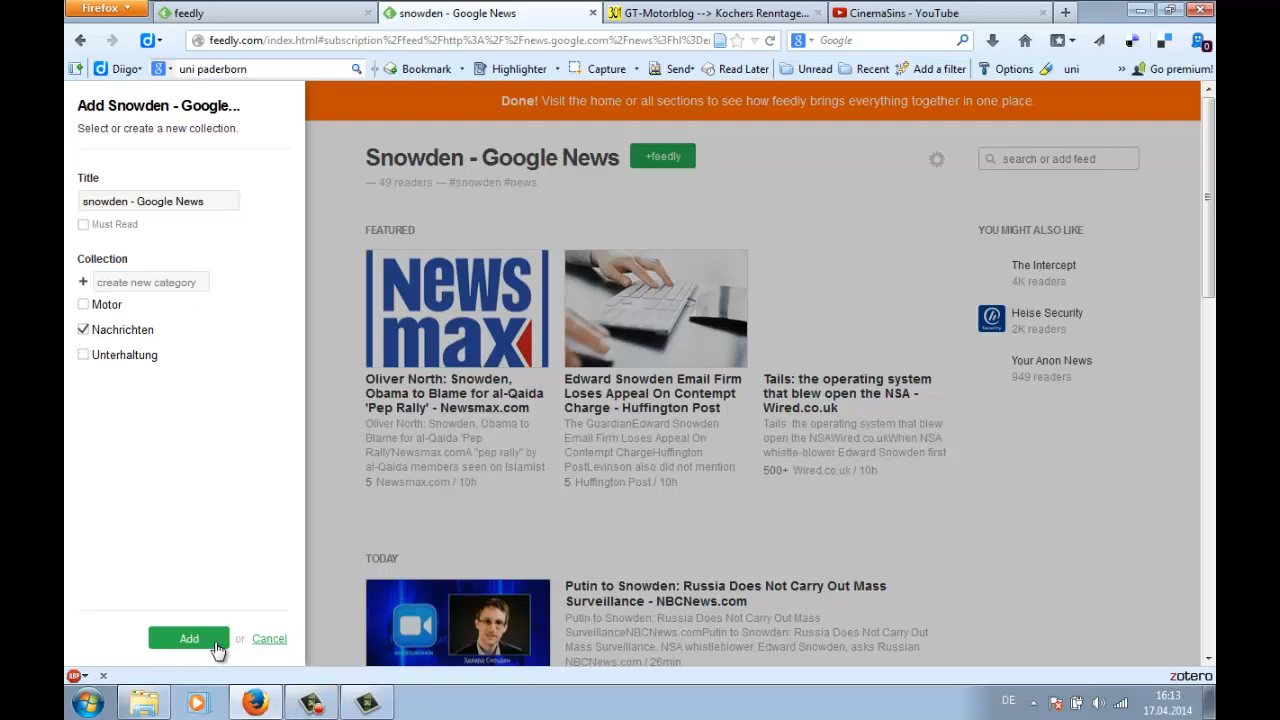 Firefox
feedly
snowden - Google News
GT-Motorblog --> Kochers Renntage...
CinemaSins - YouTube
feedly.com/index.html#subscription%2Ffeed%2Fhttp%3A%2F%2Fnews.google.com%2Fnews%3Fhl%3De
Google
0
Diigo
uni paderborn
Bookmark
Highlighter
Capture
Send
Read Later
Unread
Recent
Add a filter
Options
uni
»
Go premium!
Add Snowden - Google...
Select or create a new collection.
Title
snowden - Google News
Must Read
Collection
+ create new category
Motor
Nachrichten
Unterhaltung
Add or Cancel
Done! Visit the home or all sections to see how feedly brings everything together in one place.
Snowden - Google News
+feedly
search or add feed
— 49 readers — #snowden #news
FEATURED
news
max
Oliver North: Snowden,
Obama to Blame for al-Qaida
'Pep Rally' - Newsmax.com
Oliver North: Snowden, Obama to
Blame for al-Qaida 'Pep
Rally'Newsmax.comA "pep rally" by
al-Qaida members seen on Islamist
5 Newsmax.com / 10h
Edward Snowden Email Firm
Loses Appeal On Contempt
Charge - Huffington Post
The GuardianEdward Snowden
Email Firm Loses Appeal On
Contempt ChargeHuffington
PostLevinson also did not mention
5 Huffington Post / 10h
Tails: the operating system
that blew open the NSA -
Wired.co.uk
Tails: the operating system that blew
open the NSAWired.co.ukWhen NSA
whistle-blower Edward Snowden first
500+ Wired.co.uk / 10h
YOU MIGHT ALSO LIKE
The Intercept
4K readers
Security
Heise Security
2K readers
Your Anon News
949 readers
TODAY
Эдвард Сноуден
Putin to Snowden: Russia Does Not Carry Out Mass
Surveillance - NBCNews.com
Putin to Snowden: Russia Does Not Carry Out Mass
SurveillanceNBCNews.comPutin to Snowden: Russia Does Not Carry Out
Mass Surveillance. NSA whistleblower, Edward Snowden, asks Russian
NBCNews.com / 26min
ABP
zotero
DE
16:13
17.04.2014